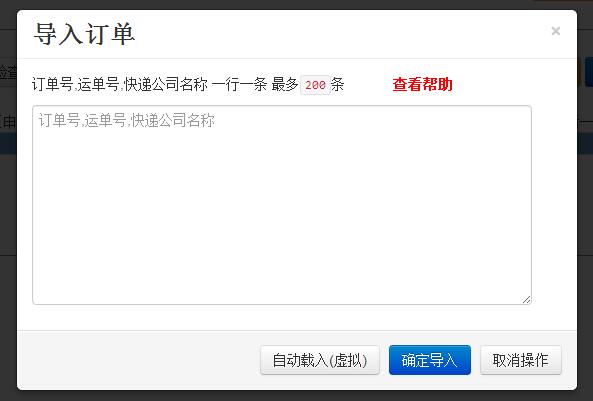 导入订单
×
订单号,运单号,快递公司名称 一行一条 最多 200 条 查看帮助
订单号,运单号,快递公司名称
自动载入(虚拟) 确定导入 取消操作